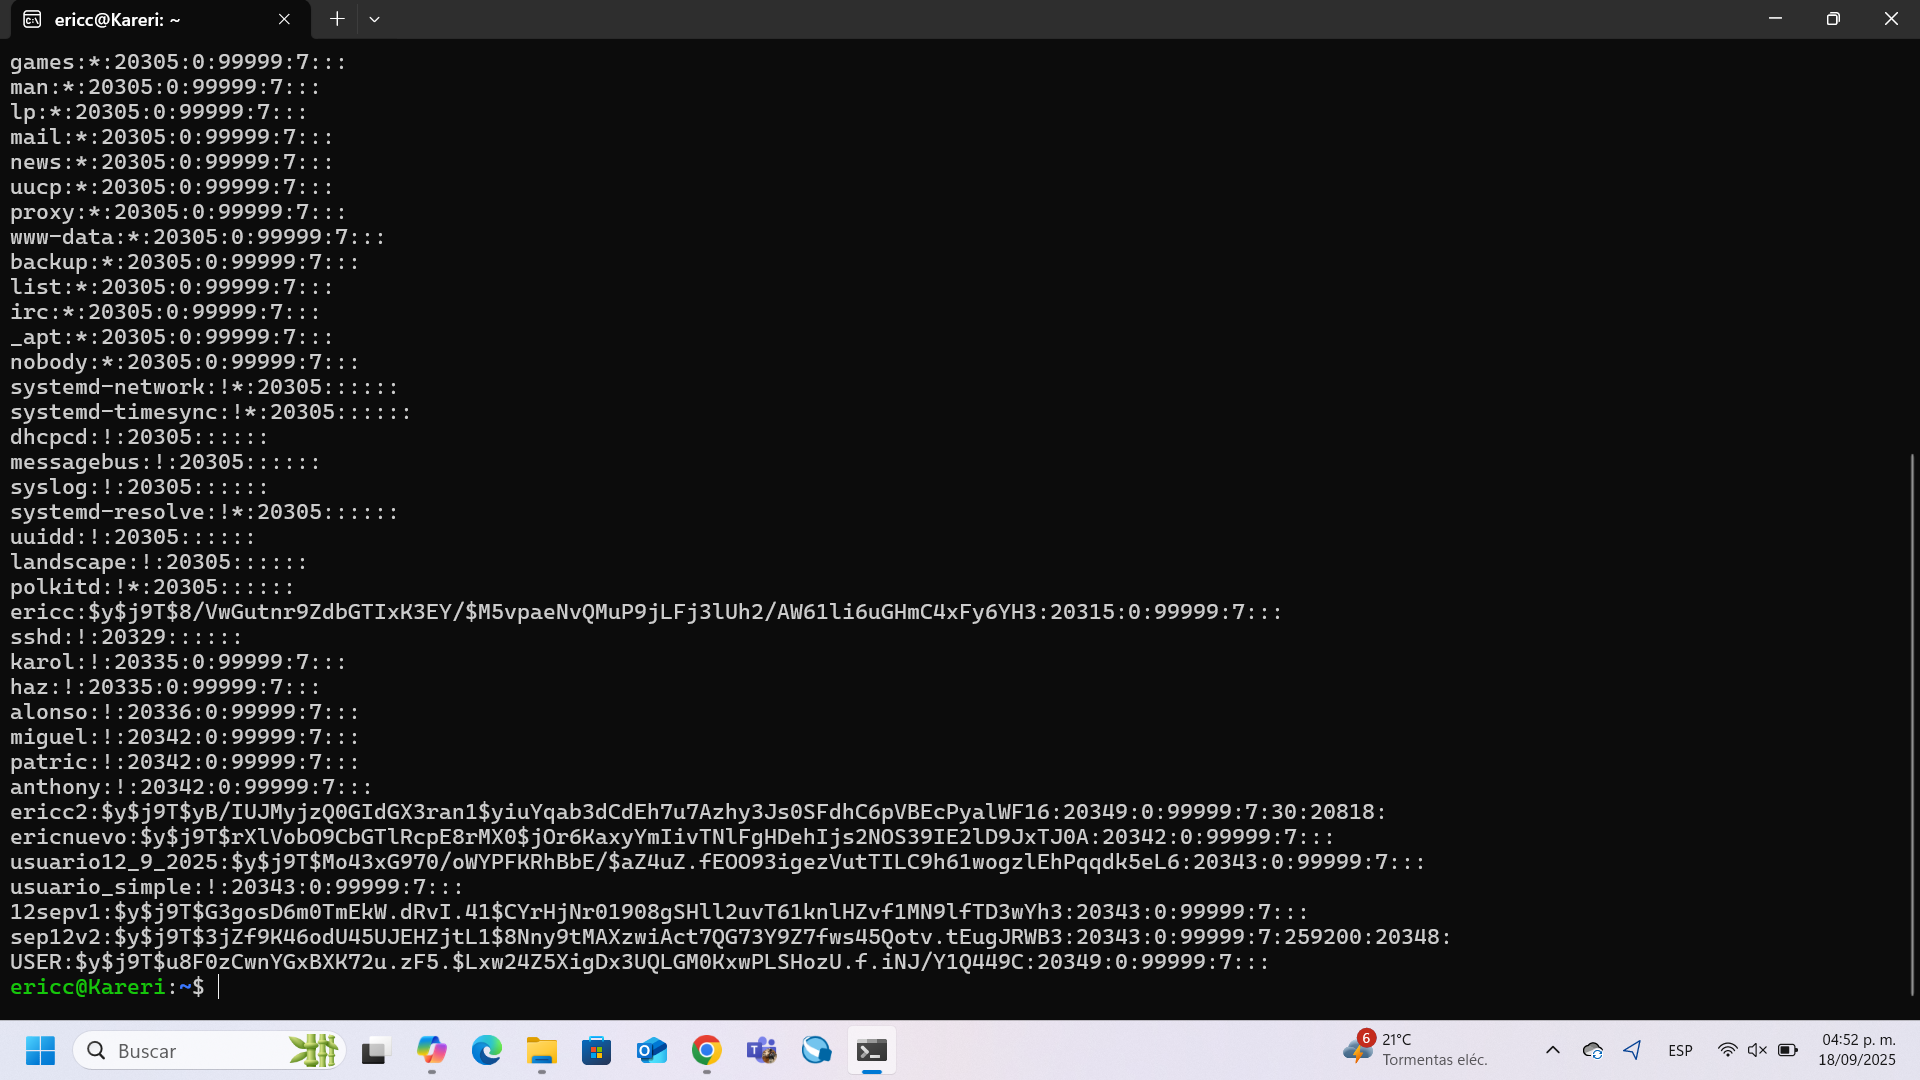 ericc@Kareri: ~
games:*:20305:0:99999:7:::
man:*:20305:0:99999:7:::
lp:*:20305:0:99999:7:::
mail:*:20305:0:99999:7:::
news:*:20305:0:99999:7:::
uucp:*:20305:0:99999:7:::
proxy:*:20305:0:99999:7:::
www-data:*:20305:0:99999:7:::
backup:*:20305:0:99999:7:::
list:*:20305:0:99999:7:::
irc:*:20305:0:99999:7:::
_apt:*:20305:0:99999:7:::
nobody:*:20305:0:99999:7:::
systemd-network:!*:20305::::::
systemd-timesync:!*:20305::::::
dhcpcd:!:20305::::::
messagebus:!:20305::::::
syslog:!:20305::::::
systemd-resolve:!*:20305::::::
uuidd:!:20305::::::
landscape:!:20305::::::
polkitd:!*:20305::::::
ericc:$y$j9T$8/VwGutnr9ZdbGTIxK3EY/$M5vpaeNvQMuP9jLFj3lUh2/AW61li6uGHmC4xFy6YH3:20315:0:99999:7:::
sshd:!:20329::::::
karol:!:20335:0:99999:7:::
haz:!:20335:0:99999:7:::
alonso:!:20336:0:99999:7:::
miguel:!:20342:0:99999:7:::
patric:!:20342:0:99999:7:::
anthony:!:20342:0:99999:7:::
ericc2:$y$j9T$yB/IUJMyjzQ0GIdGX3ran1$yiuYqab3dCdEh7u7Azhy3Js0SFdhC6pVBEcPyalWF16:20349:0:99999:7:30:20818:
ericnuevo:$y$j9T$rXlVobO9CbGTlRcpE8rMX0$jOr6KaxyYmIivTNlFgHDehIjs2NOS39IE2lD9JxTJ0A:20342:0:99999:7:::
usuario12_9_2025:$y$j9T$Mo43xG970/oWYPFKRhBbE/$aZ4uZ.fEOO93igezVutTILC9h61wogzlEhPqqdk5eL6:20343:0:99999:7:::
usuario_simple:!:20343:0:99999:7:::
12sepv1:$y$j9T$G3gosD6m0TmEkW.dRvI.41$CYrHjNr01908gSHll2uvT61knlHZvf1MN9lfTD3wYh3:20343:0:99999:7:::
sep12v2:$y$j9T$3jZf9K46odU45UJEHZjtL1$8Nny9tMAXzwiAct7QG73Y9Z7fws45Qotv.tEugJRWB3:20343:0:99999:7:259200:20348:
USER:$y$j9T$u8F0zCwnYGxBXK72u.zF5.$Lxw24Z5XigDx3UQLGM0KxwPLSHozU.f.iNJ/Y1Q449C:20349:0:99999:7:::
ericc@Kareri:~$
Buscar
6
21°C
Tormentas eléc.
ESP
04:52 p. m.
18/09/2025